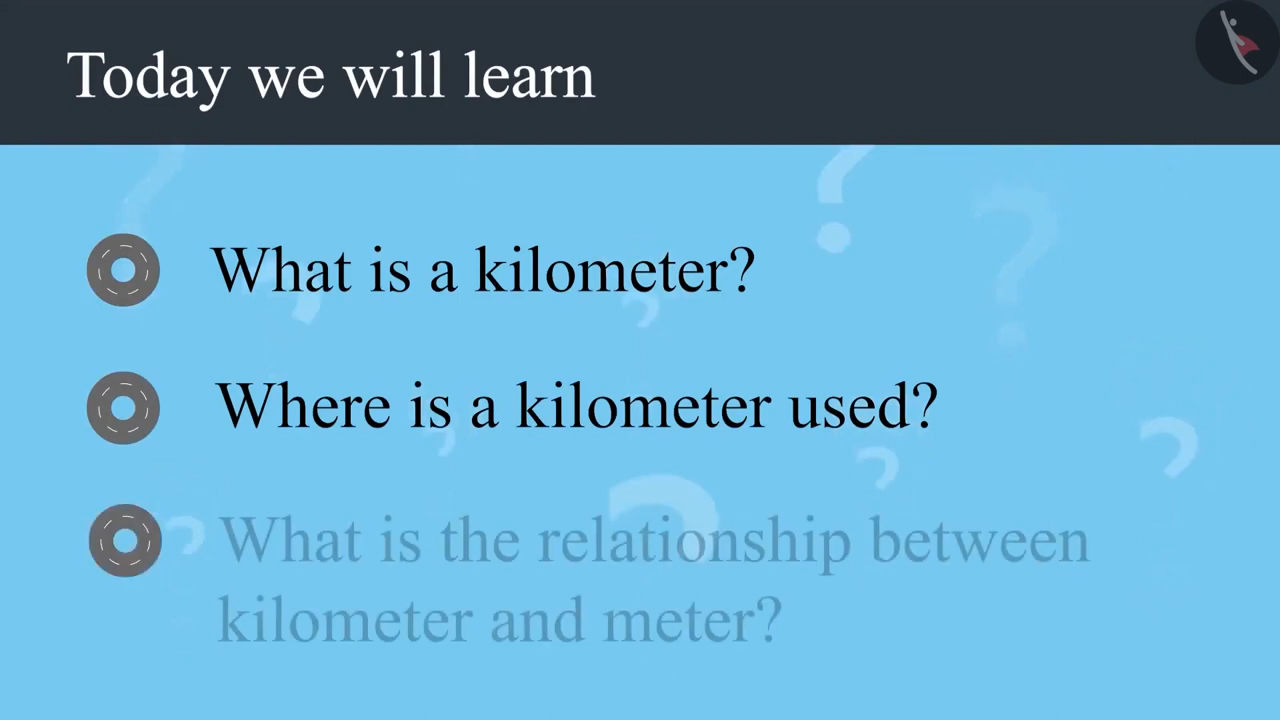 Today we will learn
What is a kilometer?
Where is a kilometer used?
What is the relationship between
kilometer and meter?